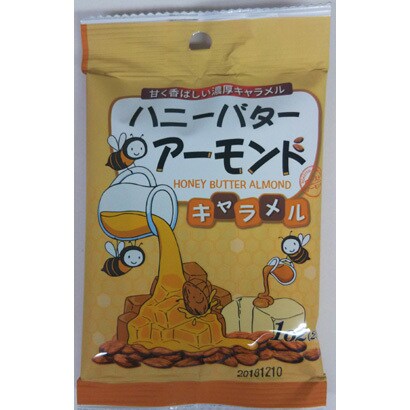 甘く香ばしい濃厚キャラメル
ハニーバター
アーモンド
HONEY BUTTER ALMOND
キャラメル
1oz
20181210